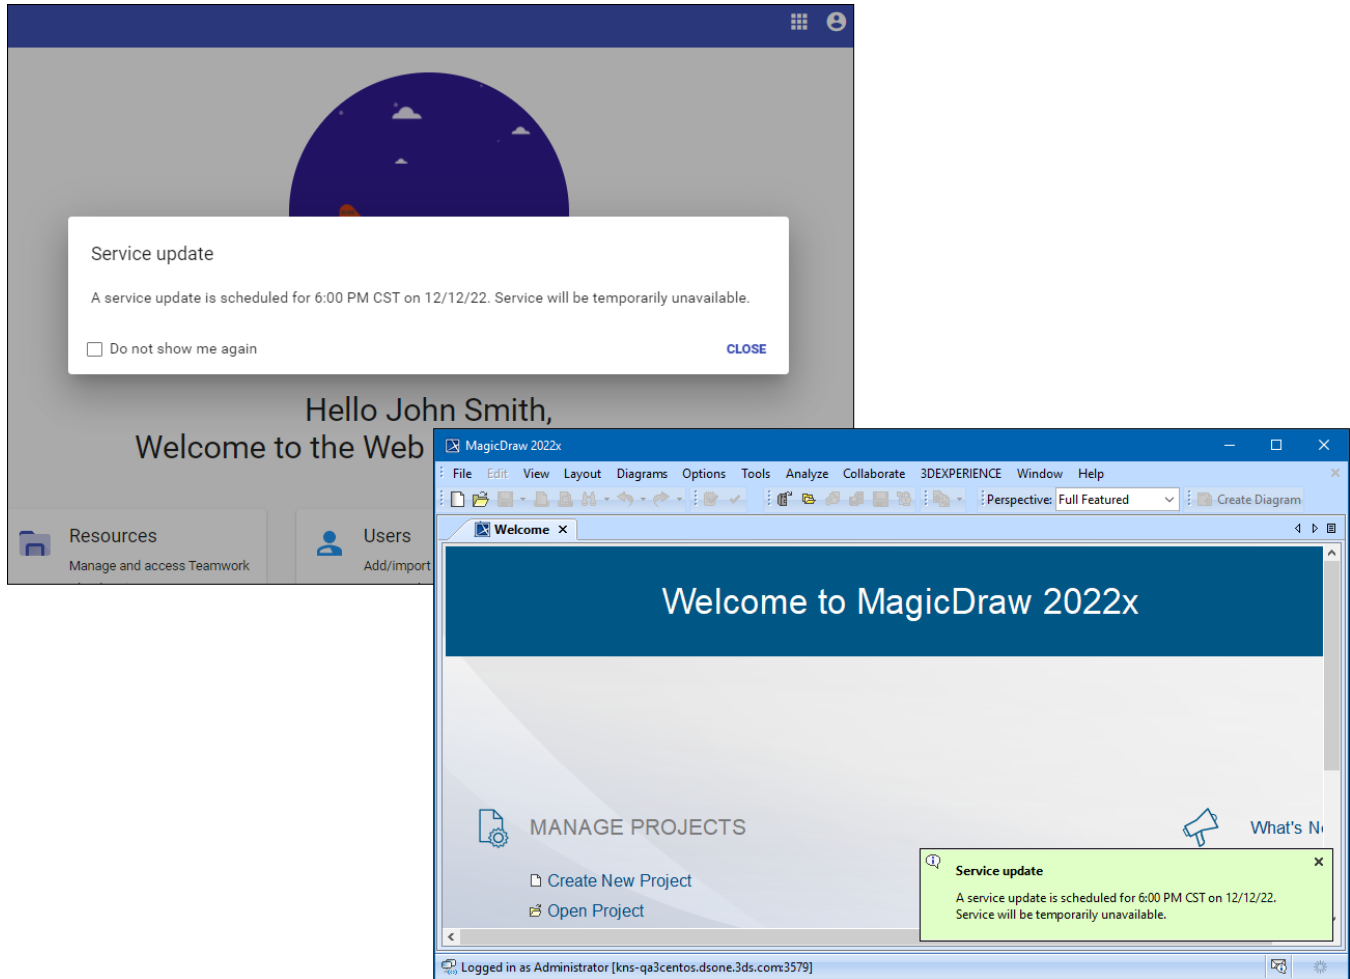 Service update
A service update is scheduled for 6:00 PM CST on 12/12/22. Service will be temporarily unavailable.
Do not show me again
CLOSE
Hello John Smith,
Welcome to the Web
Resources
Manage and access Teamwork
Users
Add/import
MagicDraw 2022x
File Edit View Layout Diagrams Options Tools Analyze Collaborate 3DEXPERIENCE Window Help
Perspective: Full Featured Create Diagram
Welcome
Welcome to MagicDraw 2022x
MANAGE PROJECTS
What's
Create New Project
Open Project
Service update
A service update is scheduled for 6:00 PM CST on 12/12/22.
Service will be temporarily unavailable.
Logged in as Administrator [kns-qa3centos.dsone.3ds.com:3579]